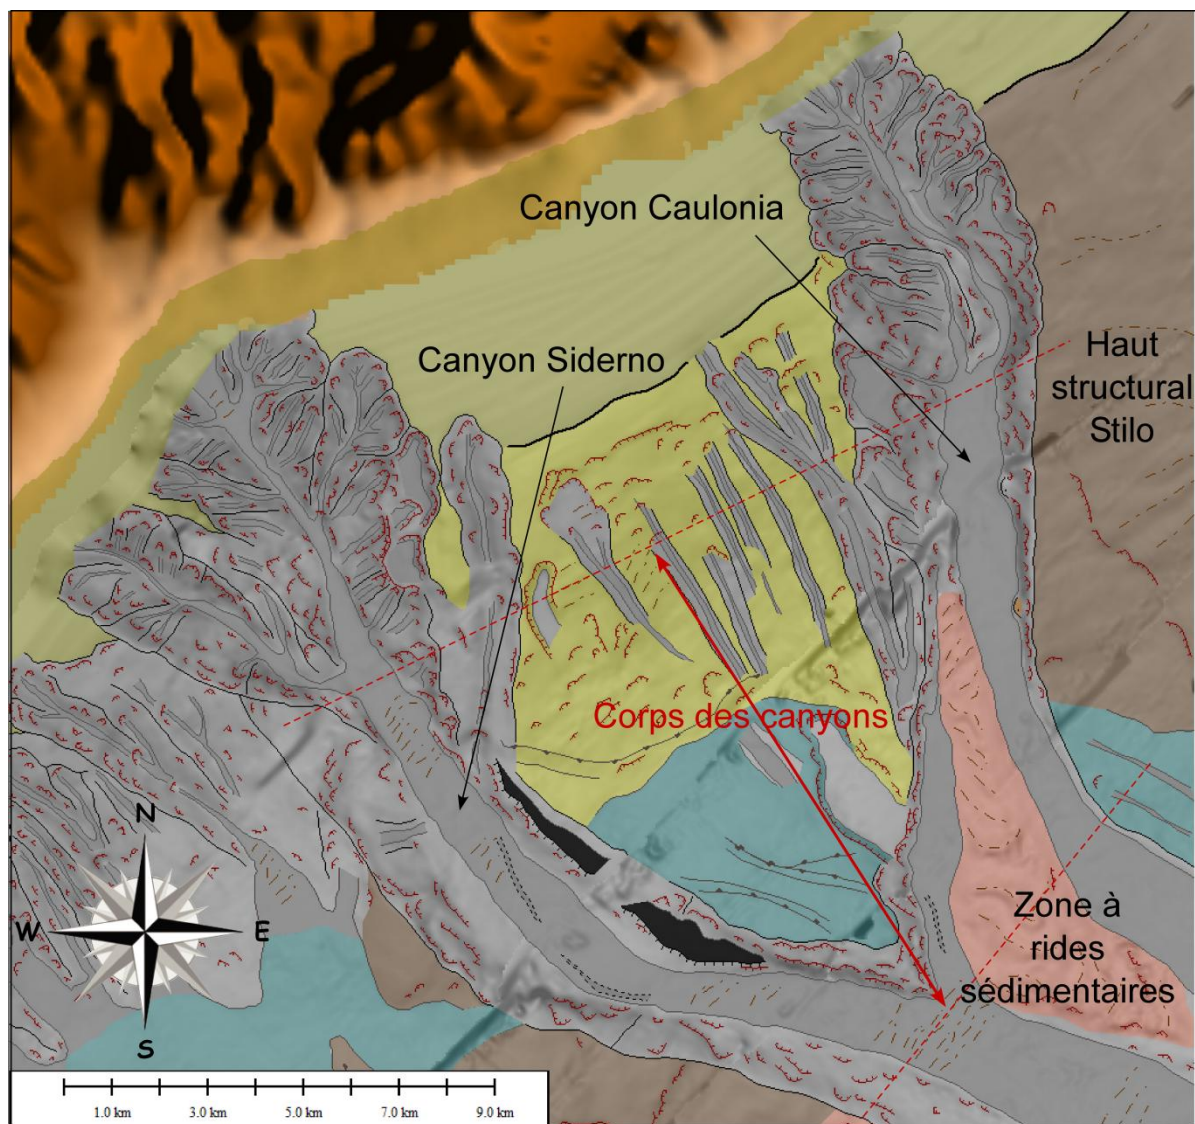 Canyon Caulonia
Canyon Siderno
Haut
structural
Stilo
Corps des canyons
N
W
E
S
Zone à
rides
sédimentaires
1.0 km
3.0 km
5.0 km
7.0 km
9.0 km